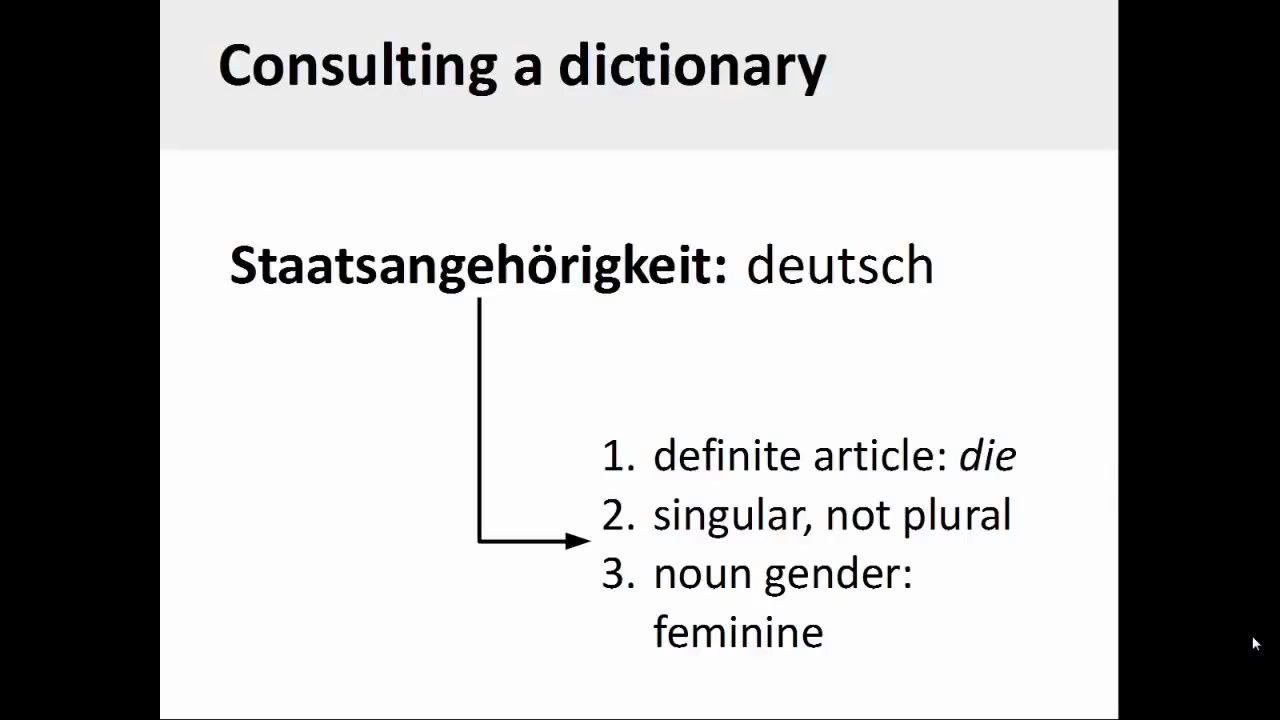 Consulting a dictionary
Staatsangehörigkeit: deutsch
1. definite article: die
2. singular, not plural
3. noun gender:
feminine